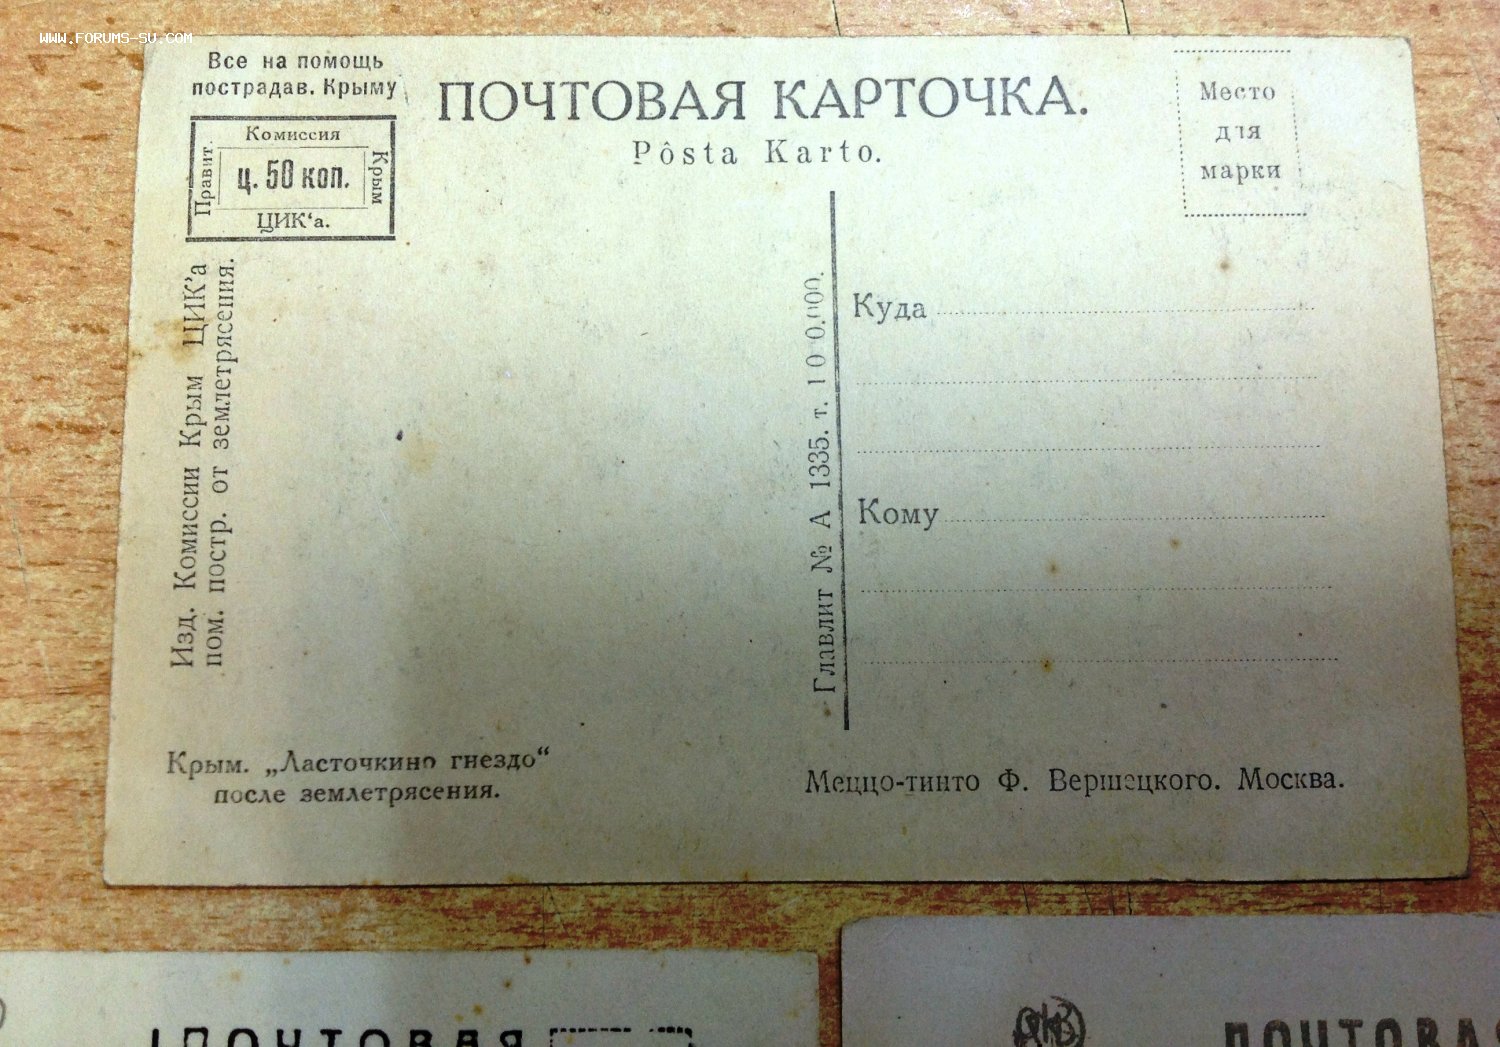 WWW.FORUMS-SU.COM
Все на помощь
пострадав. Крыму
ПОЧТОВАЯ КАРТОЧКА.
Pôsta Karto.
Место
для
марки
Комиссия
Правит.
ц. 50 коп.
Крым
ЦИК‘а.
Изд. Комиссии Крым ЦИК’а
пом. постр. от землетрясения.
Главлит № А 1335. т. 10 0.000.
Куда
Кому
Крым. „Ласточкино гнездо“
после землетрясения.
Меццо-тинто Ф. Вершецкого. Москва.
ПОЧТОВАЯ
ПОЧТОВА